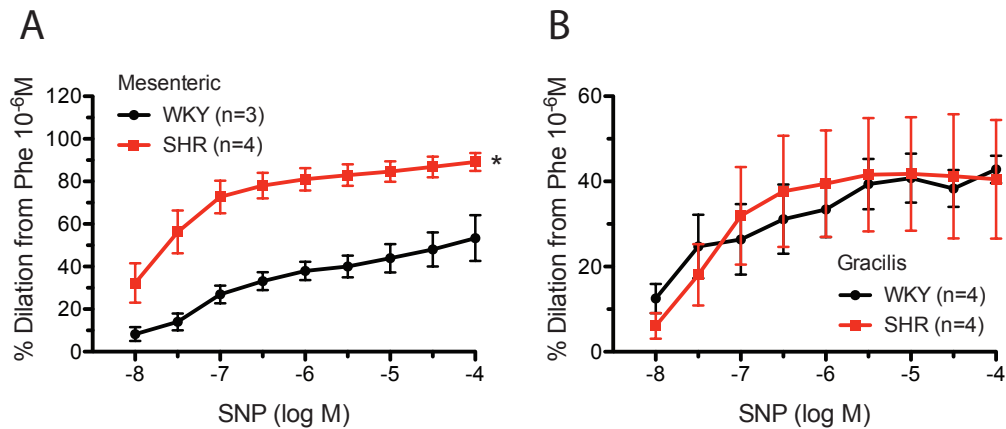 A
% Dilation from Phe 10⁻⁶M
120
100
80
60
40
20
0
Mesenteric
WKY (n=3)
SHR (n=4)
*
-8
-7
-6
-5
-4
SNP (log M)
B
% Dilation from Phe 10⁻⁶M
60
40
20
0
Gracilis
WKY (n=4)
SHR (n=4)
-8
-7
-6
-5
-4
SNP (log M)